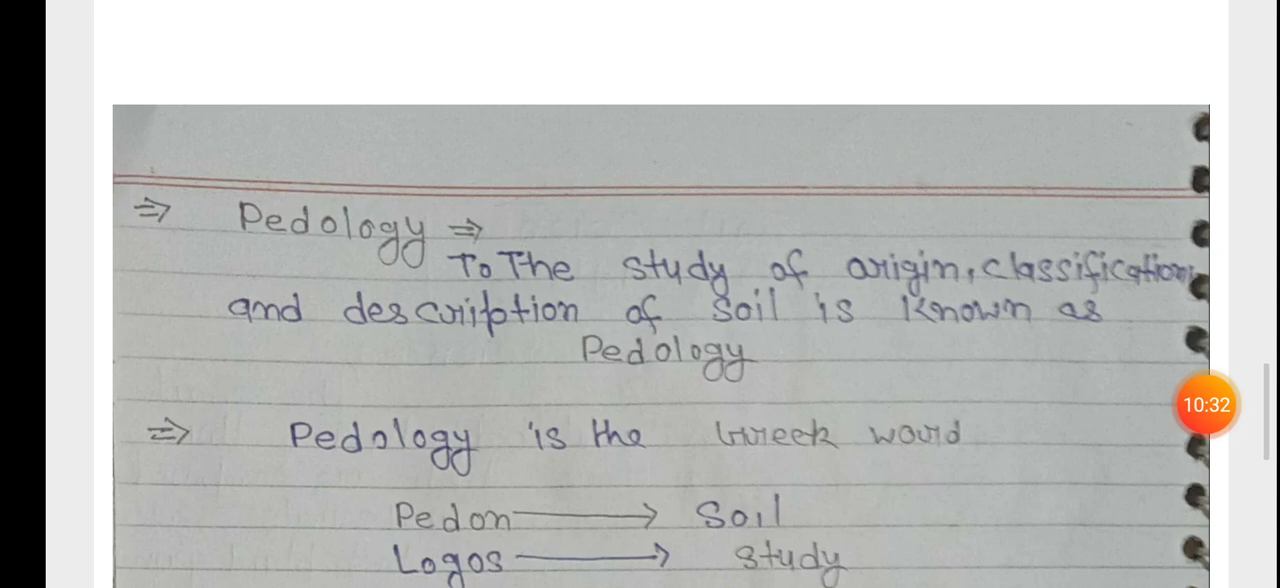 ⇒ Pedology ⇒
To The study of origin, classification,
and description of soil is known as
Pedology
⇒ Pedology is the Greek word
Pedon → Soil
Logos → study
10:32